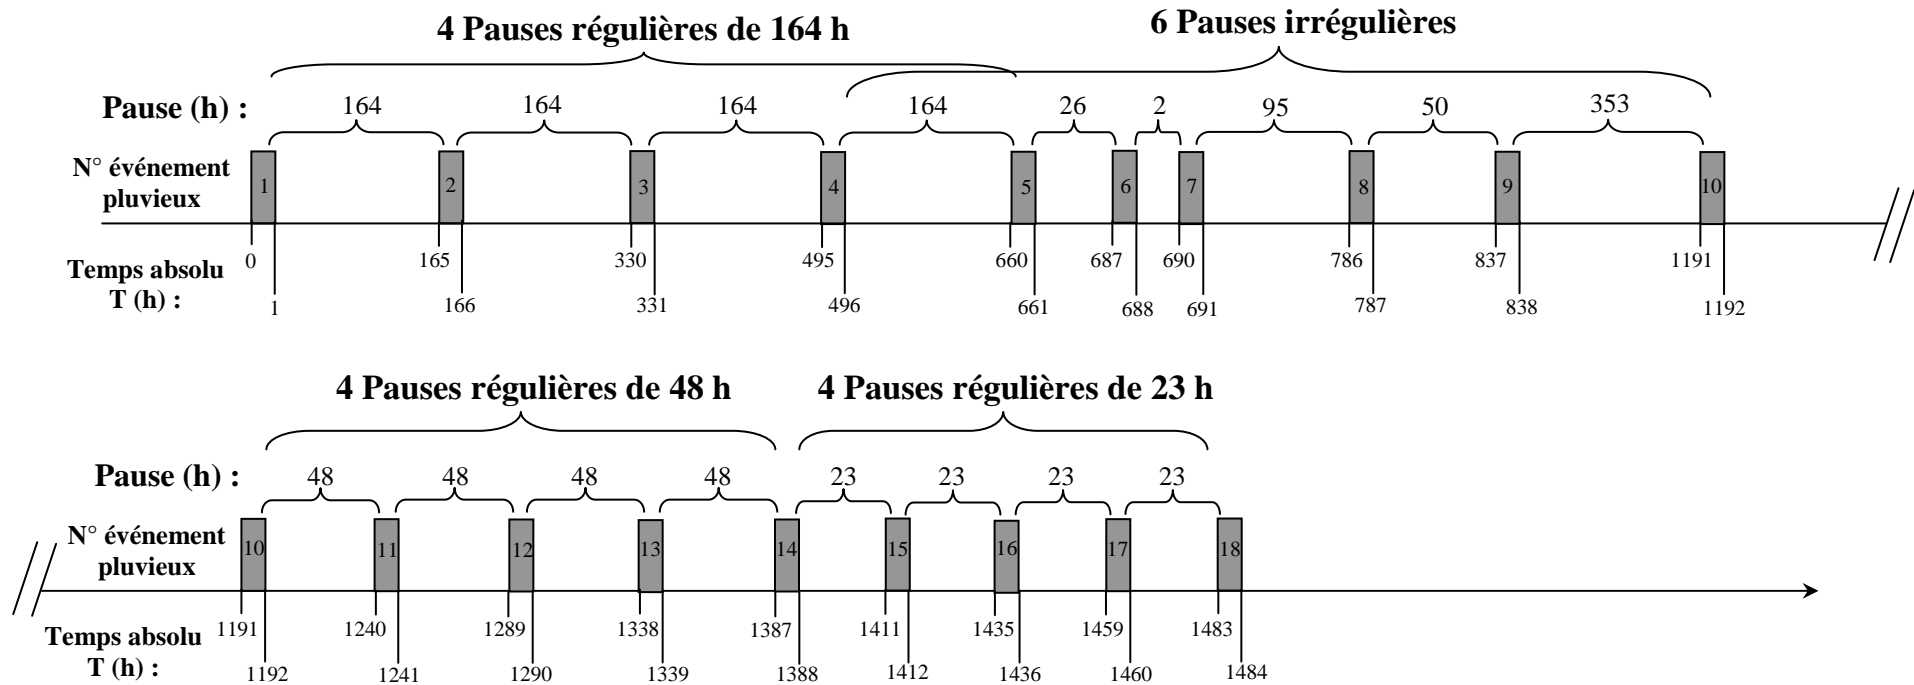 4 Pauses régulières de 164 h
6 Pauses irrégulières
Pause (h) :
164 164 164 164 26 2 95 50 353
N° événement
pluvieux
1 2 3 4 5 6 7 8 9 10
Temps absolu
T (h) :
0 165 330 495 660 687 690 786 837 1191
1 166 331 496 661 688 691 787 838 1192
4 Pauses régulières de 48 h
4 Pauses régulières de 23 h
Pause (h) :
48 48 48 48 23 23 23 23
N° événement
pluvieux
10 11 12 13 14 15 16 17 18
Temps absolu
T (h) :
1191 1240 1289 1338 1387 1411 1435 1459 1483
1192 1241 1290 1339 1388 1412 1436 1460 1484